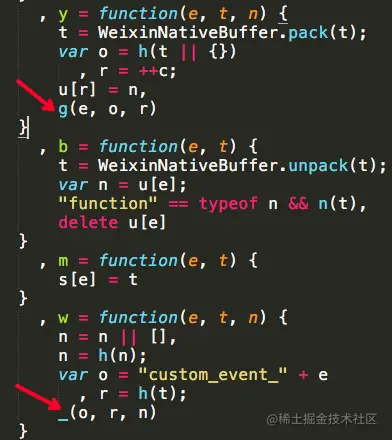 , y = function(e, t, n) {
t = WeixinNativeBuffer.pack(t);
var o = h(t || {})
, r = ++c;
u[r] = n,
g(e, o, r)
}
, b = function(e, t) {
t = WeixinNativeBuffer.unpack(t);
var n = u[e];
"function" == typeof n && n(t),
delete u[e]
}
, m = function(e, t) {
s[e] = t
}
, w = function(e, t, n) {
n = n || [],
n = h(n);
var o = "custom_event_" + e
, r = h(t);
_(o, r, n)
}
@稀土掘金技术社区